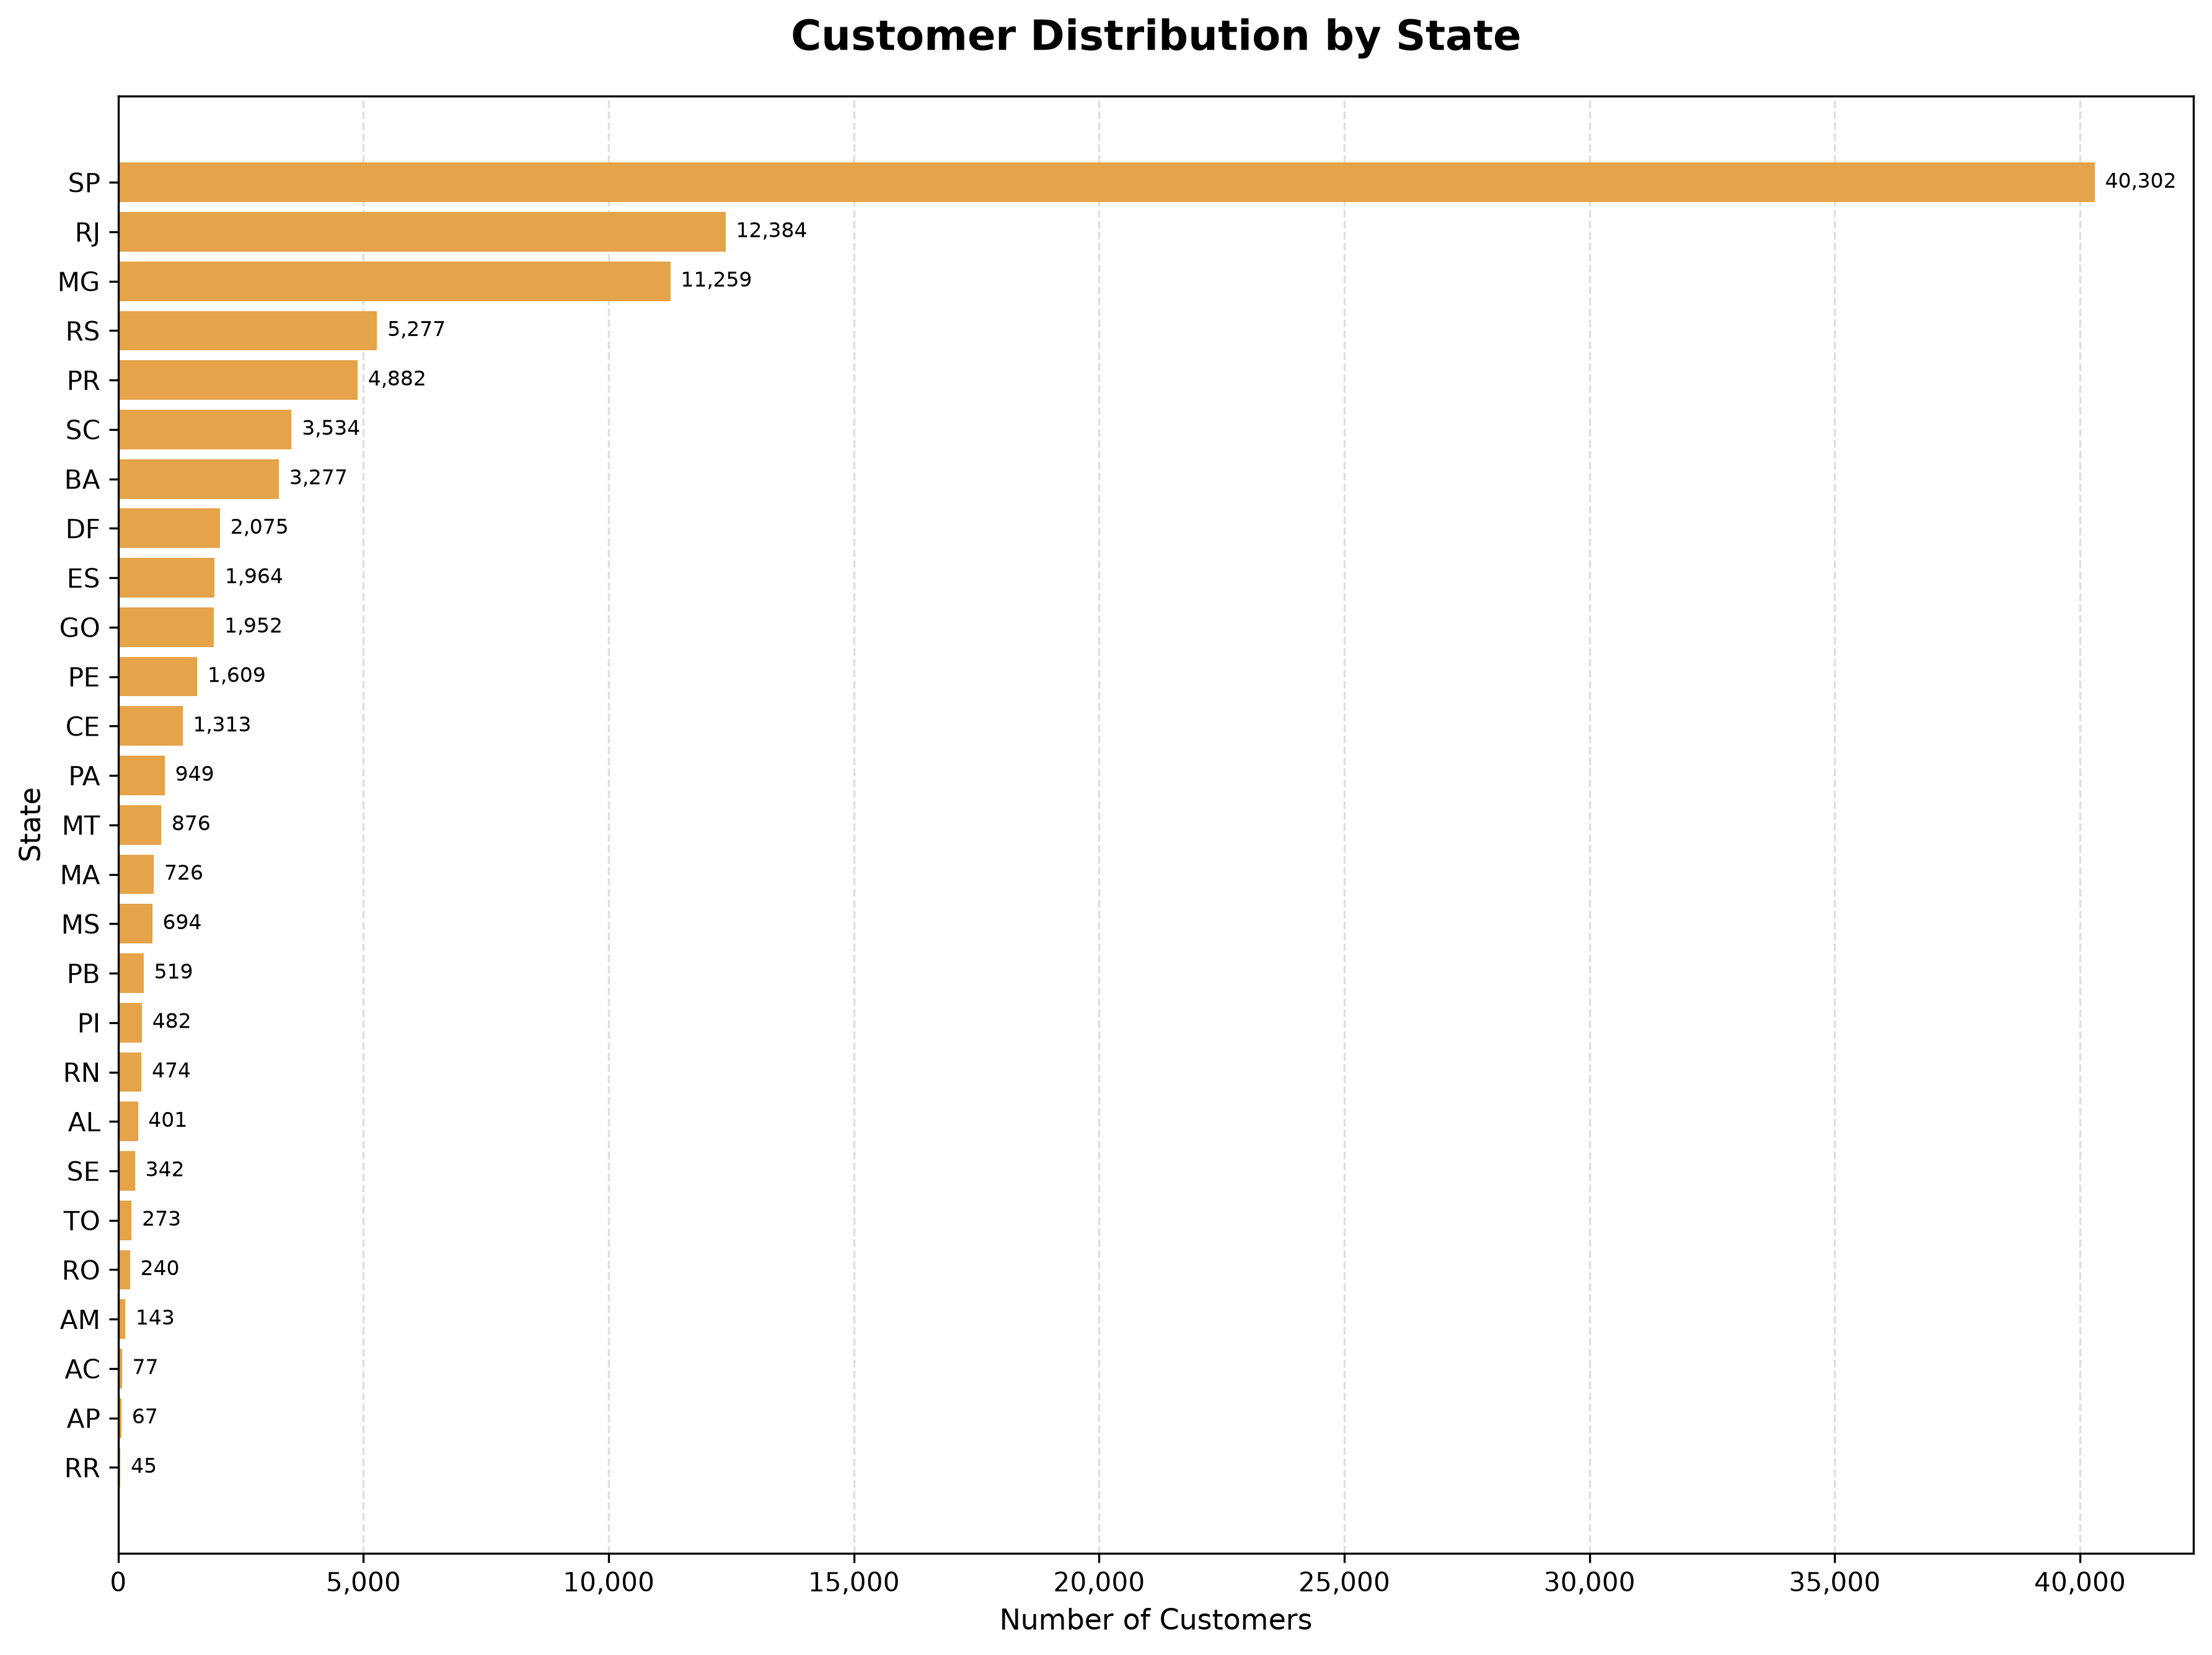 Customer Distribution by State
State
SP 40,302
RJ 12,384
MG 11,259
RS 5,277
PR 4,882
SC 3,534
BA 3,277
DF 2,075
ES 1,964
GO 1,952
PE 1,609
CE 1,313
PA 949
MT 876
MA 726
MS 694
PB 519
PI 482
RN 474
AL 401
SE 342
TO 273
RO 240
AM 143
AC 77
AP 67
RR 45
0 5,000 10,000 15,000 20,000 25,000 30,000 35,000 40,000
Number of Customers